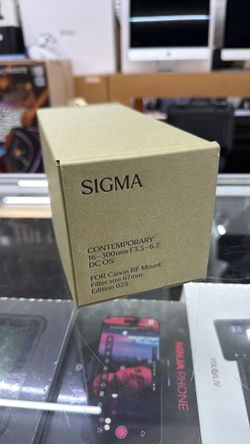 SIGMA
CONTEMPORARY
16-300mm F3.5-6.7
DC OS
FOR Canon RF Mount
Filter size 67mm
Edition 025
NINJA PHONE